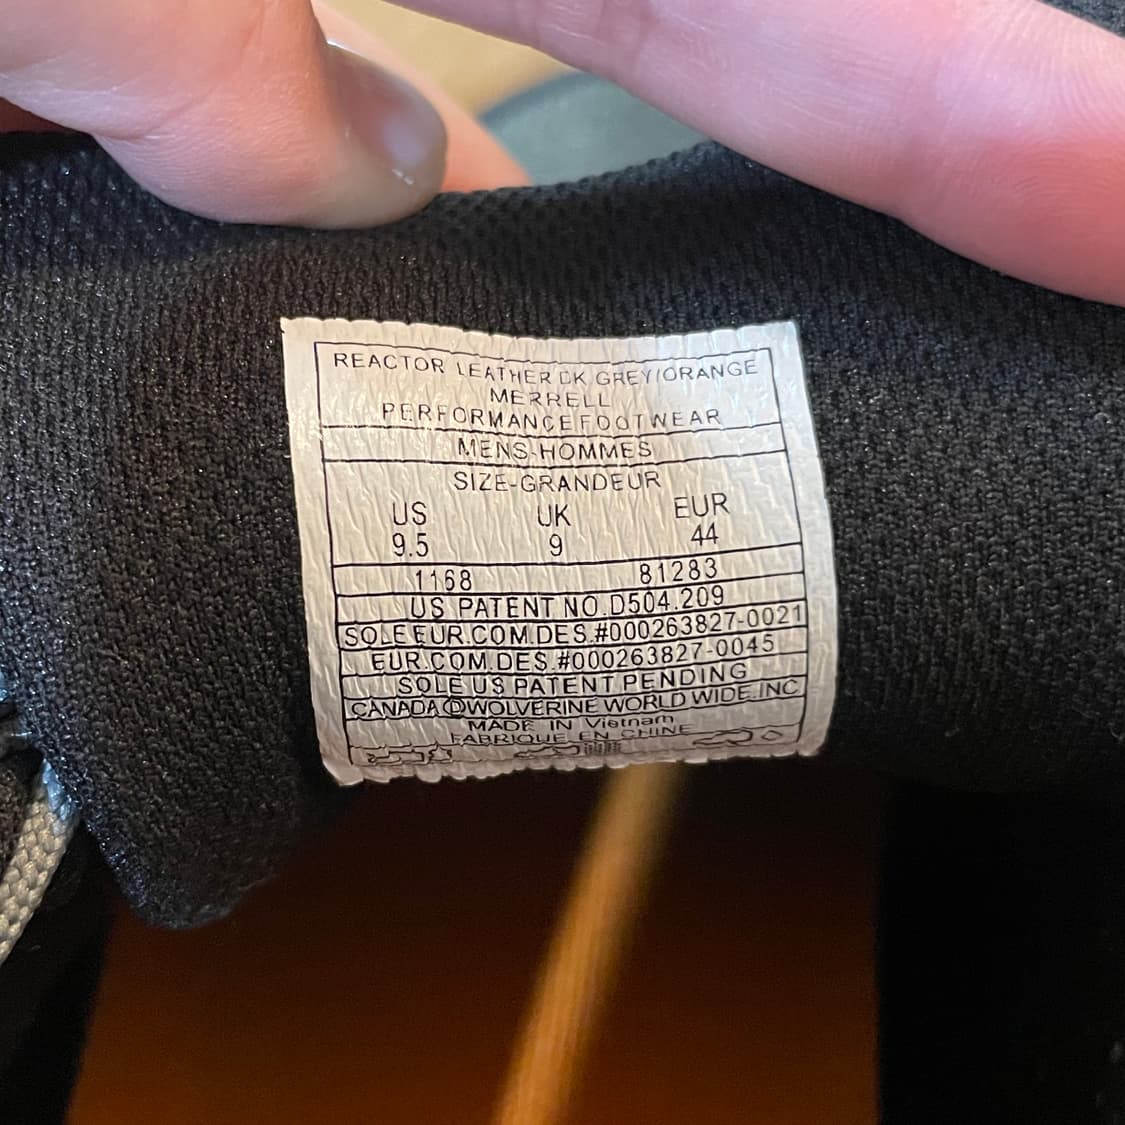 REACTOR LEATHER DK GREY/ORANGE
MERRELL
PERFORMANCE FOOTWEAR
MENS-HOMMES
SIZE-GRANDEUR
US UK EUR
9.5 9 44
1168 81283
US PATENT NO.D504.209
SOLE EUR.COM.DES.#000263827-0021
EUR.COM.DES.#000263827-0045
SOLE US PATENT PENDING
CANADA ⒹWOLVERINE WORLD WIDE.INC
MADE IN Vietnam
FABRIQUE EN CHINE